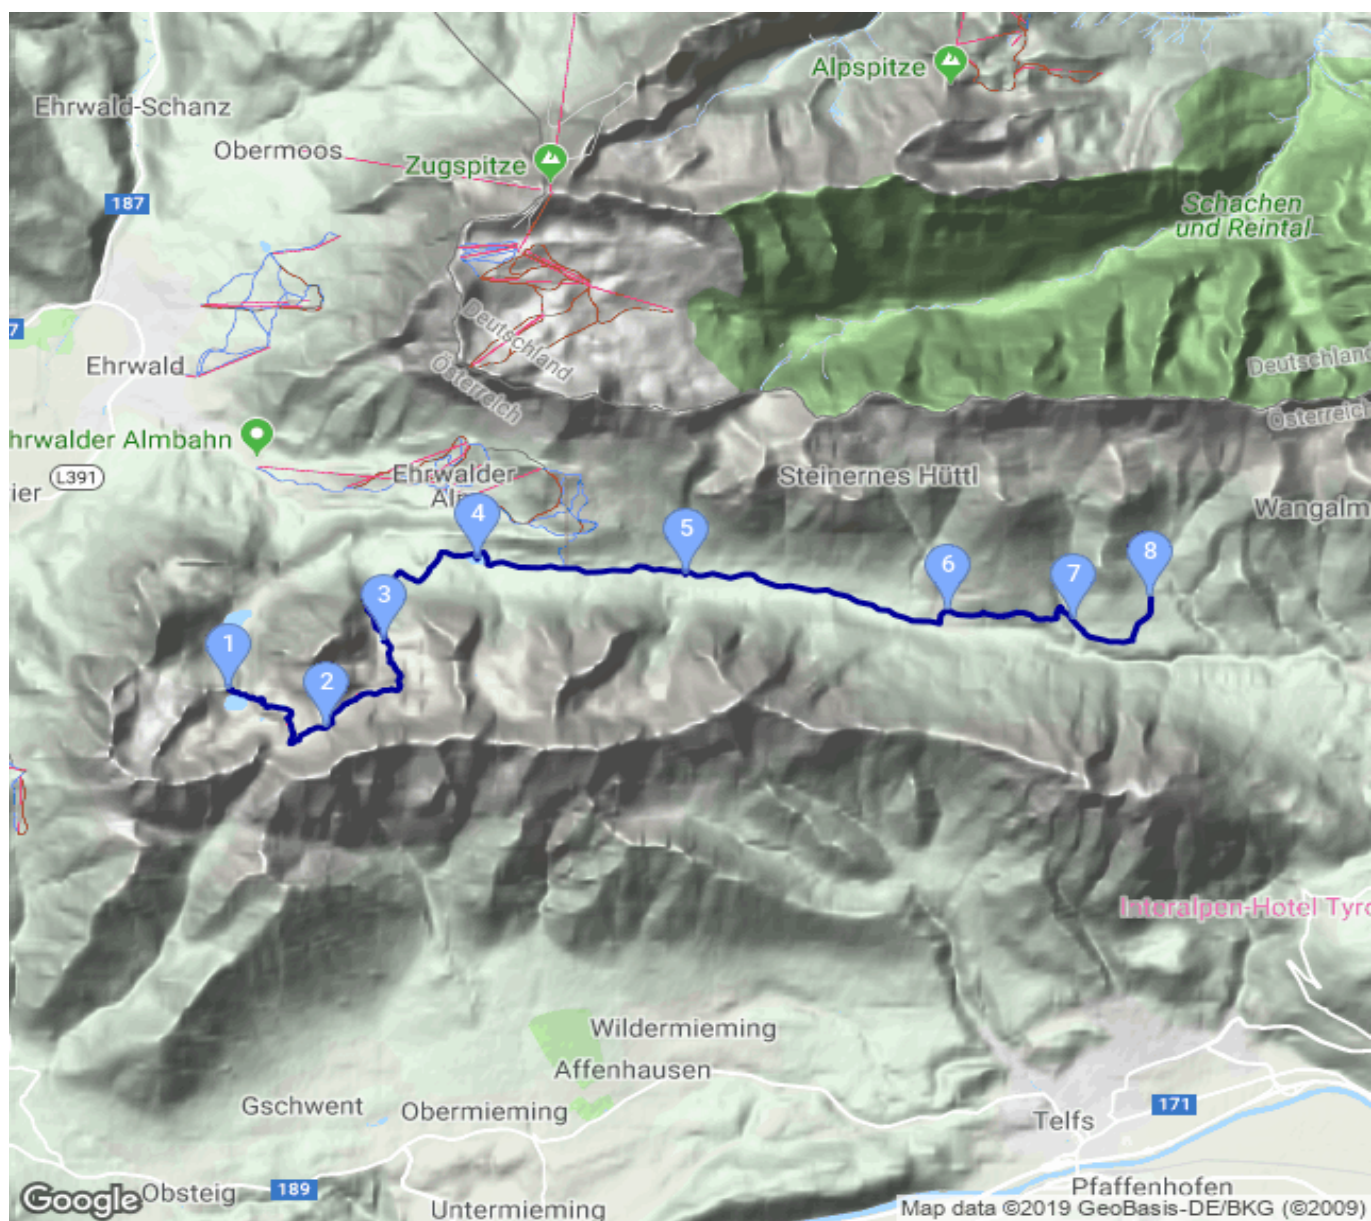 Alpspitze
Ehrwald-Schanz
Obermoos
Zugspitze
187
Schachen
und Reintal
Deutschland
Österreich
7
Ehrwald
Deutschland
Österreich
hrwalder Almbahn
L391
ier
Ehrwalder
Alm
Steinernes Hüttl
Wangalm
4
5
6
7
8
3
1
2
Interalpen-Hotel Tyro
Wildermieming
Affenhausen
Gschwent
Obermieming
Telfs
171
Obsteig
189
Untermieming
Pfaffenhofen
Google
Map data ©2019 GeoBasis-DE/BKG (©2009)